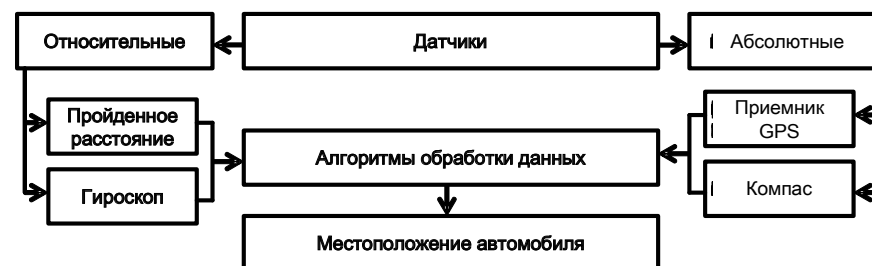 Относительные
Датчики
Абсолютные
Пройденное
расстояние
Приемник
GPS
Алгоритмы обработки данных
Гироскоп
Компас
Местоположение автомобиля